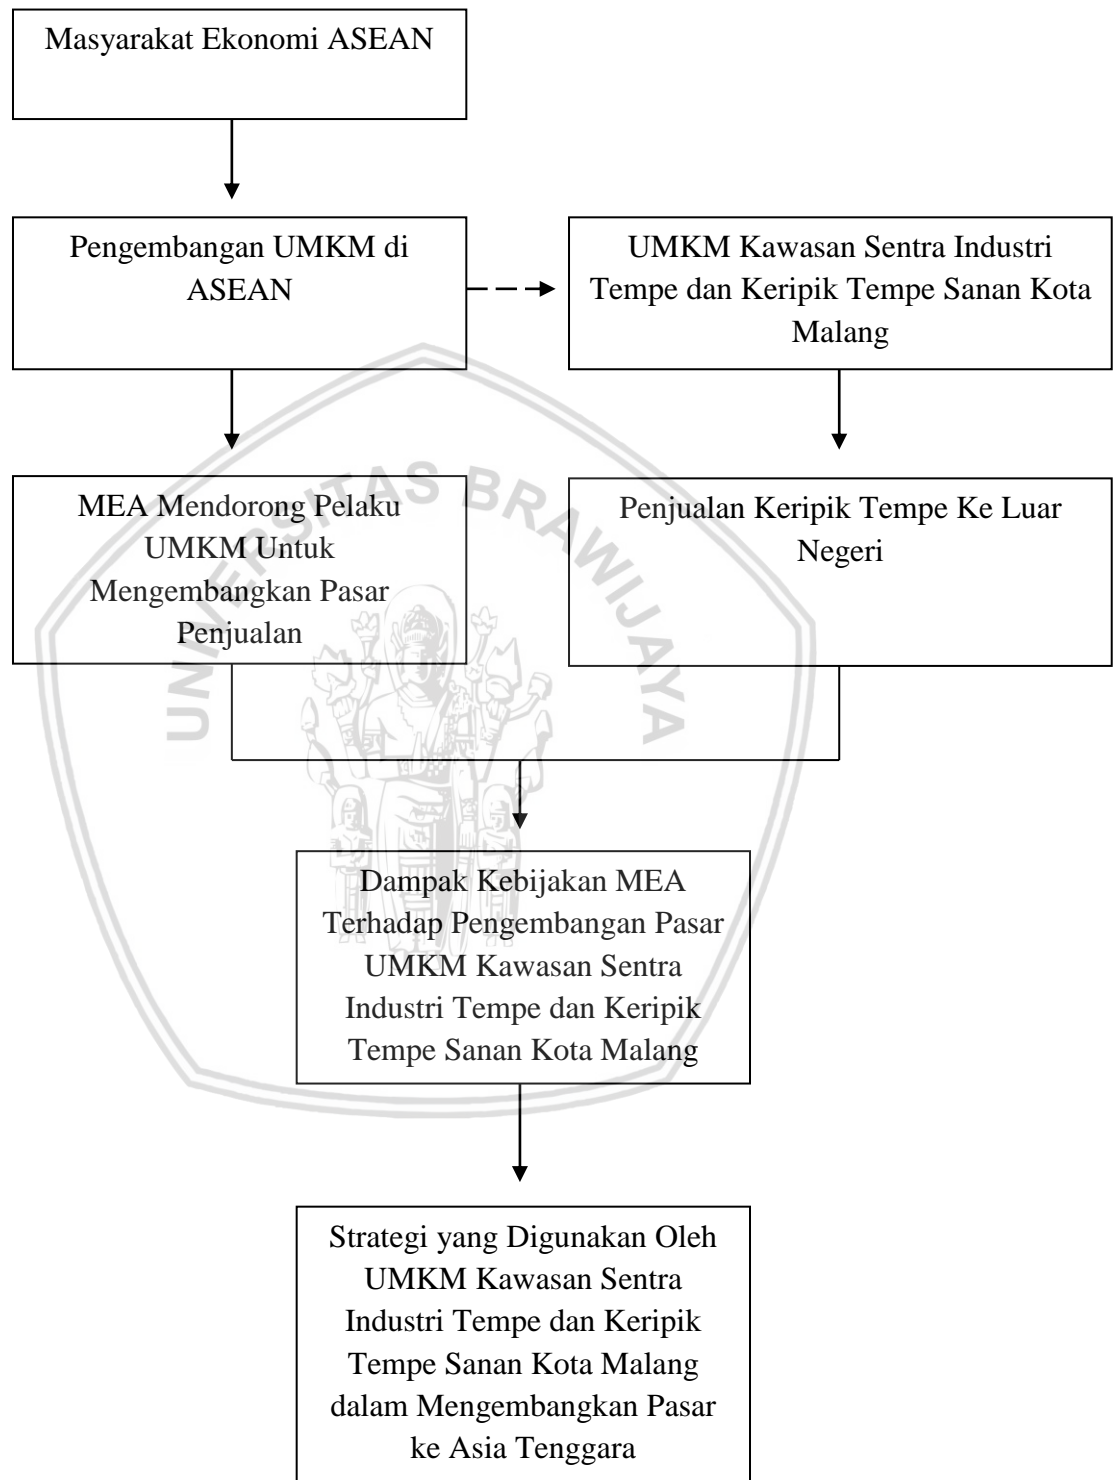 Masyarakat Ekonomi ASEAN
Pengembangan UMKM di
ASEAN
UMKM Kawasan Sentra Industri
Tempe dan Keripik Tempe Sanan Kota
Malang
MEA Mendorong Pelaku
UMKM Untuk
Mengembangkan Pasar
Penjualan
Penjualan Keripik Tempe Ke Luar
Negeri
UNIVERSITAS BRAWIJAYA
Dampak Kebijakan MEA
Terhadap Pengembangan Pasar
UMKM Kawasan Sentra
Industri Tempe dan Keripik
Tempe Sanan Kota Malang
Strategi yang Digunakan Oleh
UMKM Kawasan Sentra
Industri Tempe dan Keripik
Tempe Sanan Kota Malang
dalam Mengembangkan Pasar
ke Asia Tenggara